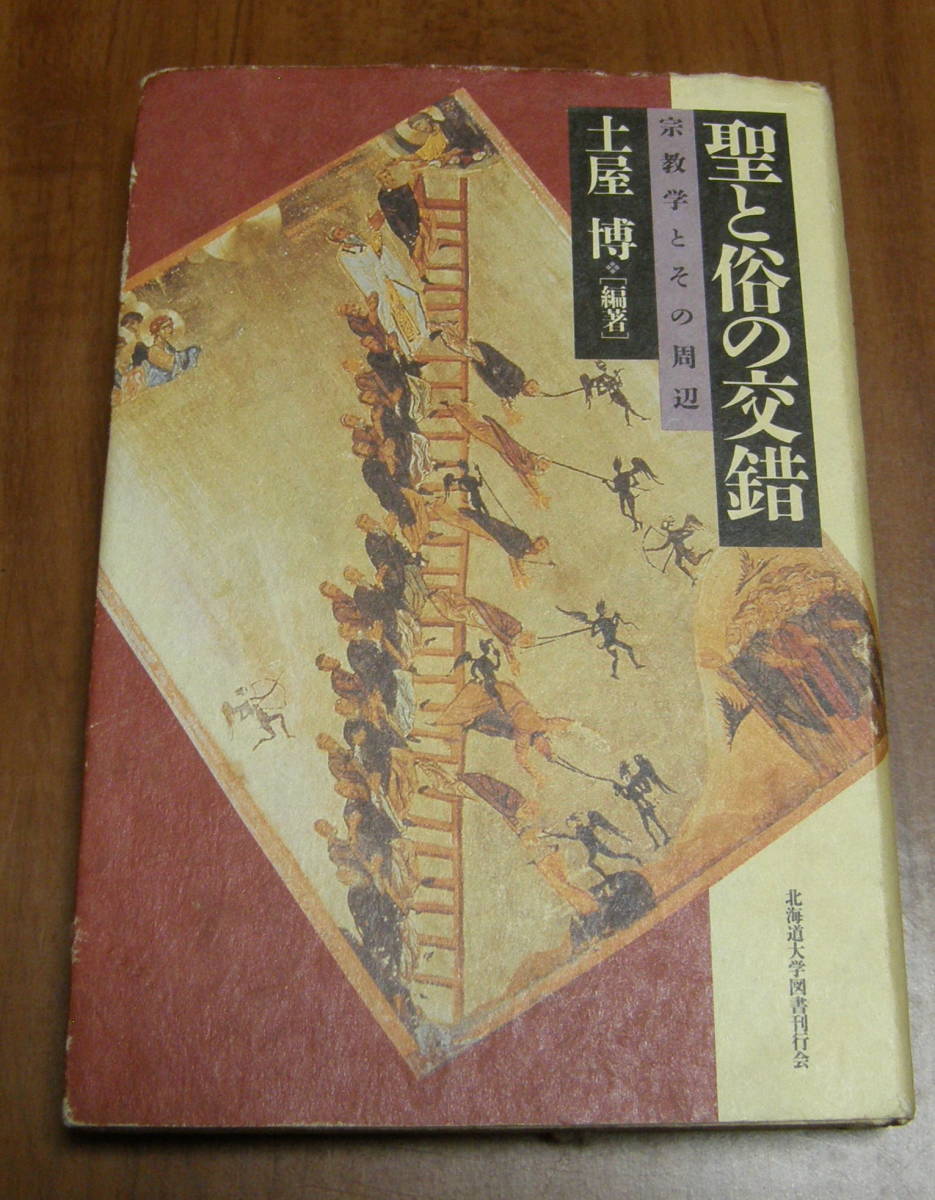 聖と俗の交錯
宗教学とその周辺
土屋 博❖[編著]
北海道大学図書刊行会